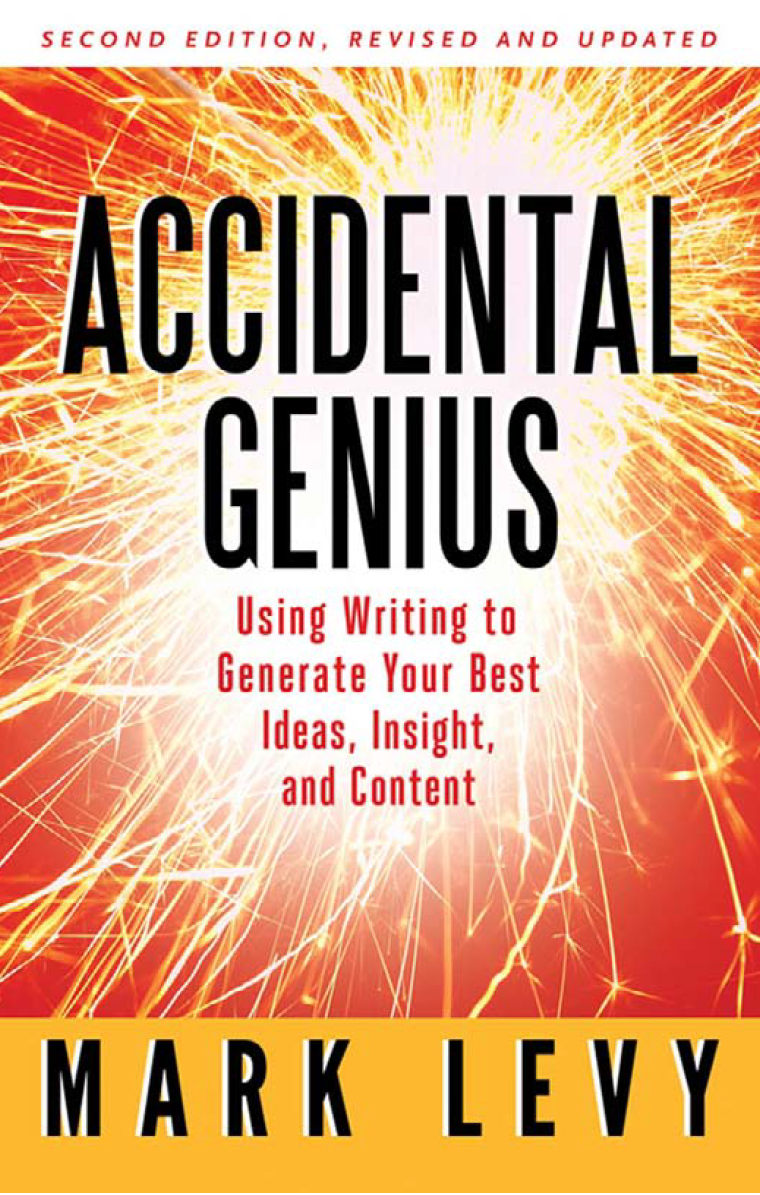 SECOND EDITION, REVISED AND UPDATED
ACCIDENTAL
GENIUS
Using Writing to
Generate Your Best
Ideas, Insight,
and Content
MARK LEVY